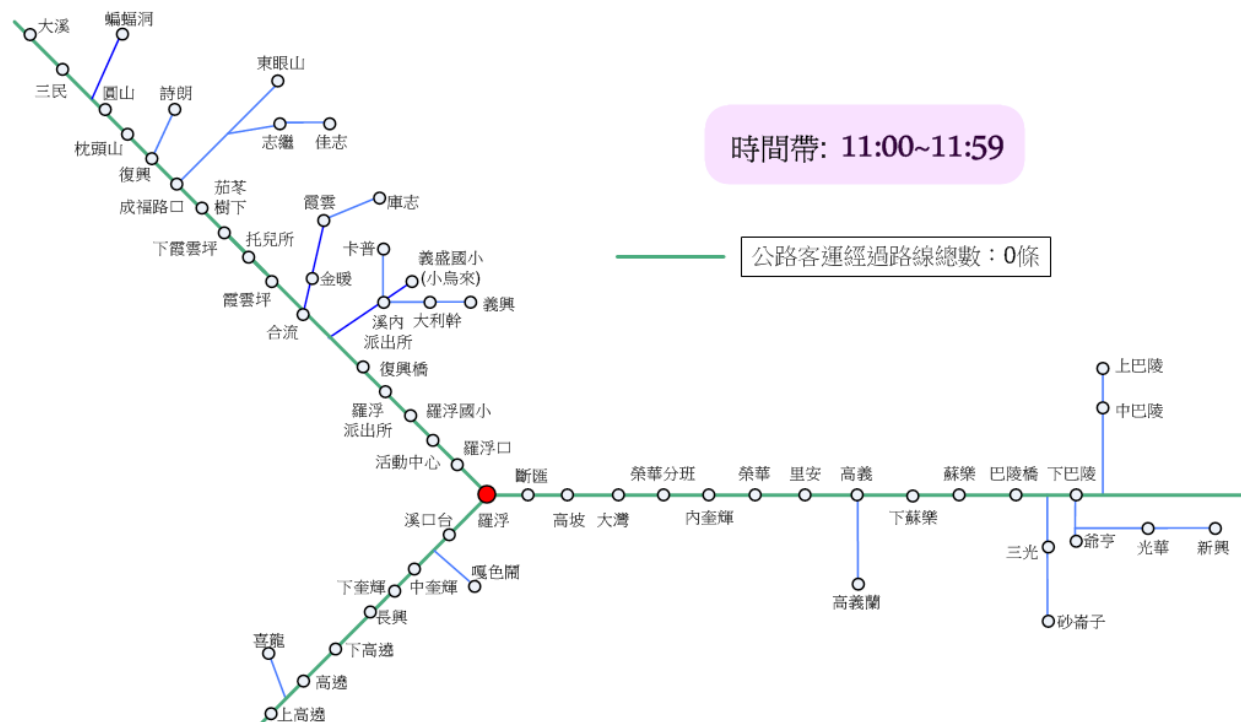 大溪
蝙蝠洞
三民
圓山
詩朗
東眼山
枕頭山
志繼
佳志
復興
時間帶: 11:00~11:59
成福路口
茄苳
樹下
霞雲
庫志
下霞雲坪
托兒所
卡普
義盛國小
(小烏來)
公路客運經過路線總數：0條
霞雲坪
金暖
合流
溪內
派出所
大利幹
義興
復興橋
上巴陵
羅浮
派出所
羅浮國小
中巴陵
活動中心
羅浮口
斷匯
榮華分班
榮華
里安
高義
蘇樂
巴陵橋
下巴陵
溪口台
羅浮
高坡
大灣
內奎輝
下蘇樂
三光
爺亨
光華
新興
下奎輝
中奎輝
嘎色鬧
高義蘭
長興
砂崙子
喜龍
下高遶
高遶
上高遶